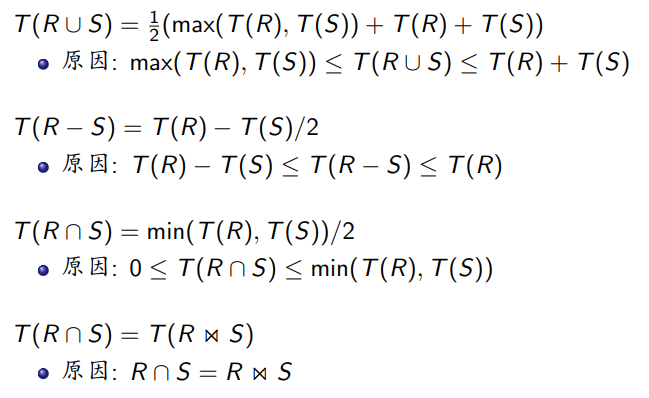 T(R ∪ S) = ½(max(T(R), T(S)) + T(R) + T(S))
原因: max(T(R), T(S)) ≤ T(R ∪ S) ≤ T(R) + T(S)
T(R − S) = T(R) − T(S)/2
原因: T(R) − T(S) ≤ T(R − S) ≤ T(R)
T(R ∩ S) = min(T(R), T(S))/2
原因: 0 ≤ T(R ∩ S) ≤ min(T(R), T(S))
T(R ∩ S) = T(R ⋈ S)
原因: R ∩ S = R ⋈ S